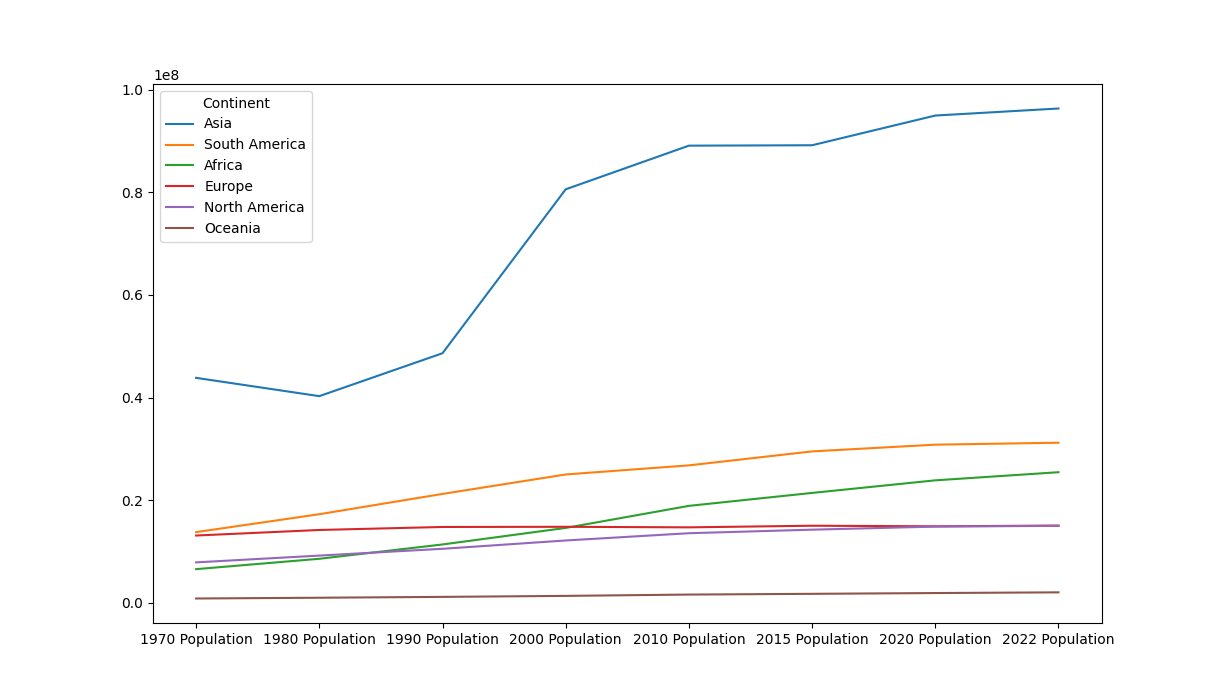 1e8
1.0
0.8
0.6
0.4
0.2
0.0
Continent
Asia
South America
Africa
Europe
North America
Oceania
1970 Population 1980 Population 1990 Population 2000 Population 2010 Population 2015 Population 2020 Population 2022 Population